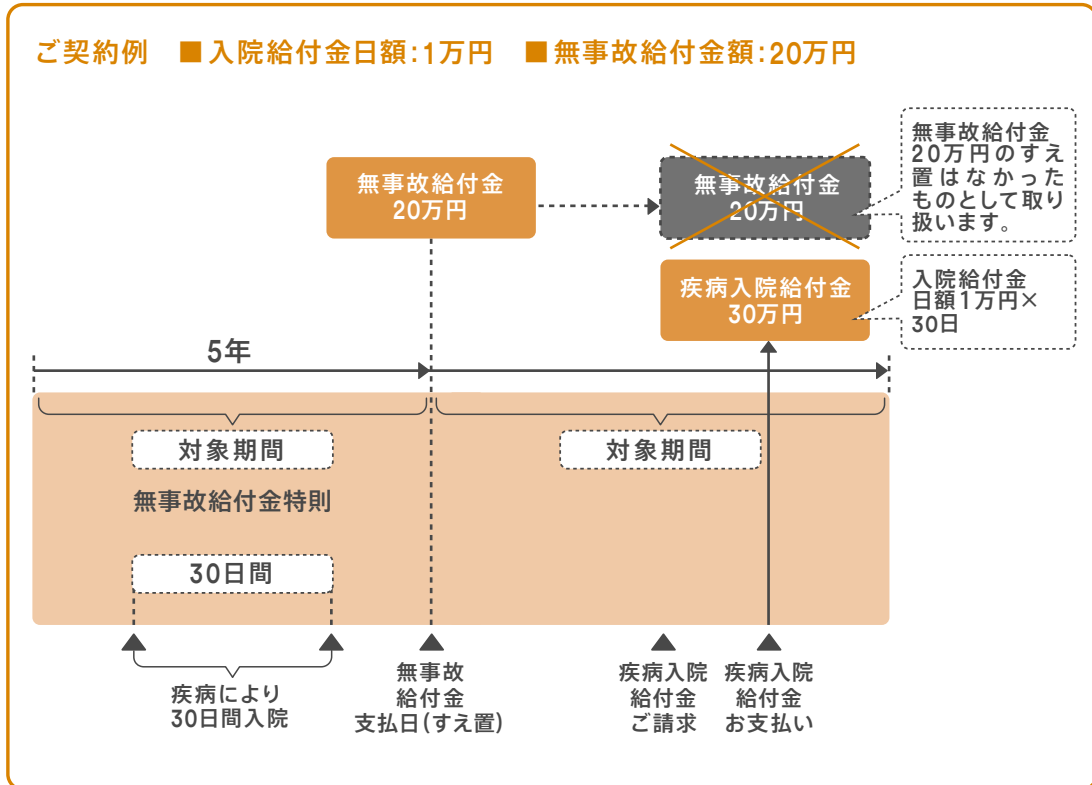 ご契約例 ■入院給付金日額:1万円 ■無事故給付金額:20万円
無事故給付金
20万円
無事故給付金
20万円
無事故給付金
20万円のすえ
置はなかった
ものとして取り
扱います。
疾病入院給付金
30万円
入院給付金
日額1万円×
30日
5年
対象期間
対象期間
無事故給付金特則
30日間
疾病により
30日間入院
無事故
給付金
支払日(すえ置)
疾病入院
給付金
ご請求
疾病入院
給付金
お支払い